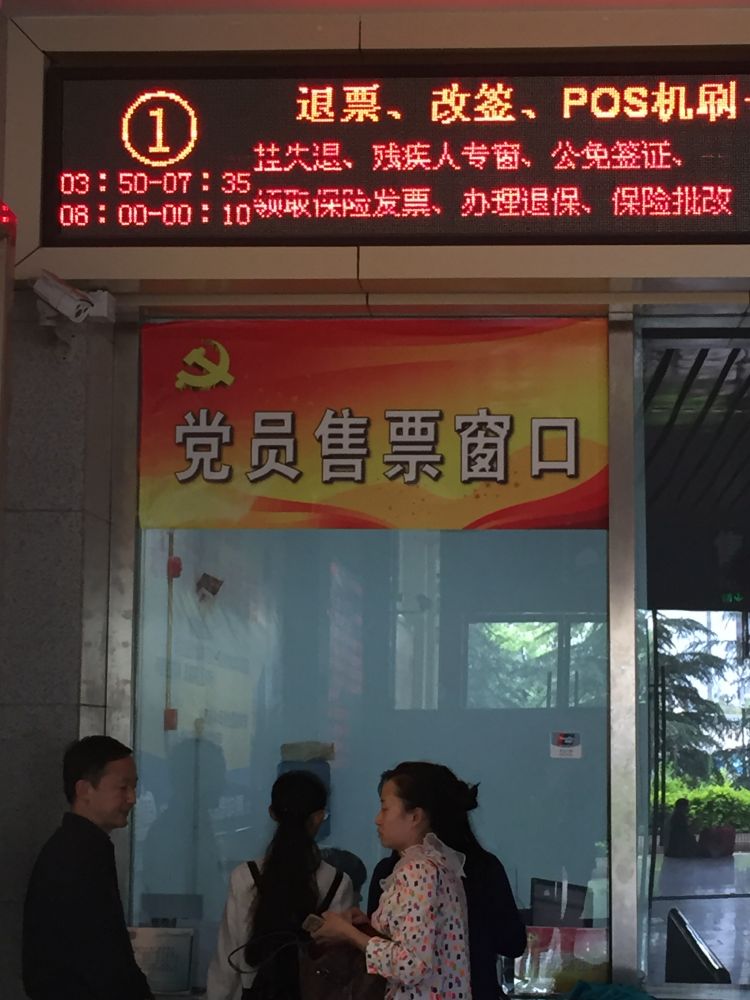 ① 退票、改签、POS机刷
挂失退、残疾人专窗、公免签证、
03:50-07:35
领取保险发票、办理退保、保险批改
08:00-00:10
党员售票窗口